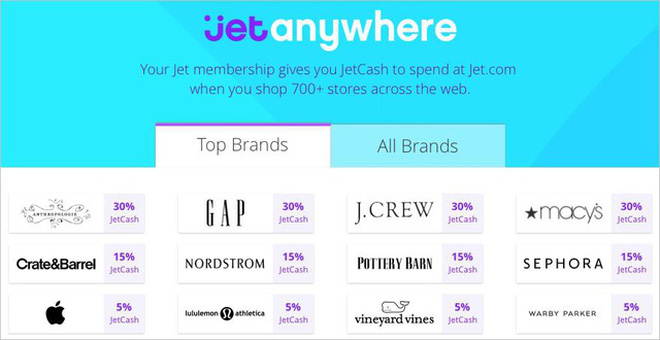 jetanywhere
Your Jet membership gives you JetCash to spend at Jet.com
when you shop 700+ stores across the web.
Top Brands
All Brands
ANTHROPOLOGIE
30%
JetCash
GAP
30%
JetCash
J.CREW
30%
JetCash
macy's
30%
JetCash
Crate&Barrel
15%
JetCash
NORDSTROM
15%
JetCash
POTTERY BARN
15%
JetCash
SEPHORA
15%
JetCash
5%
JetCash
lululemon athletica
5%
JetCash
vineyard vines
5%
JetCash
WARBY PARKER
5%
JetCash